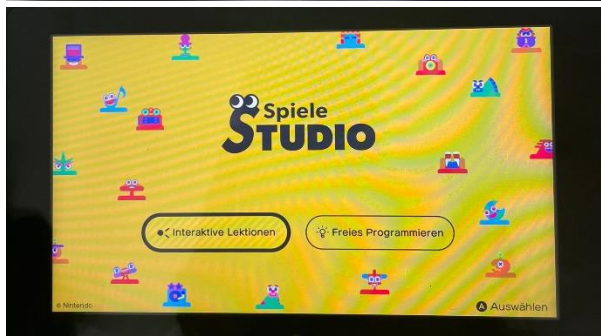 Spiele
STUDIO
Interaktive Lektionen
Freies Programmieren
© Nintendo
A Auswählen